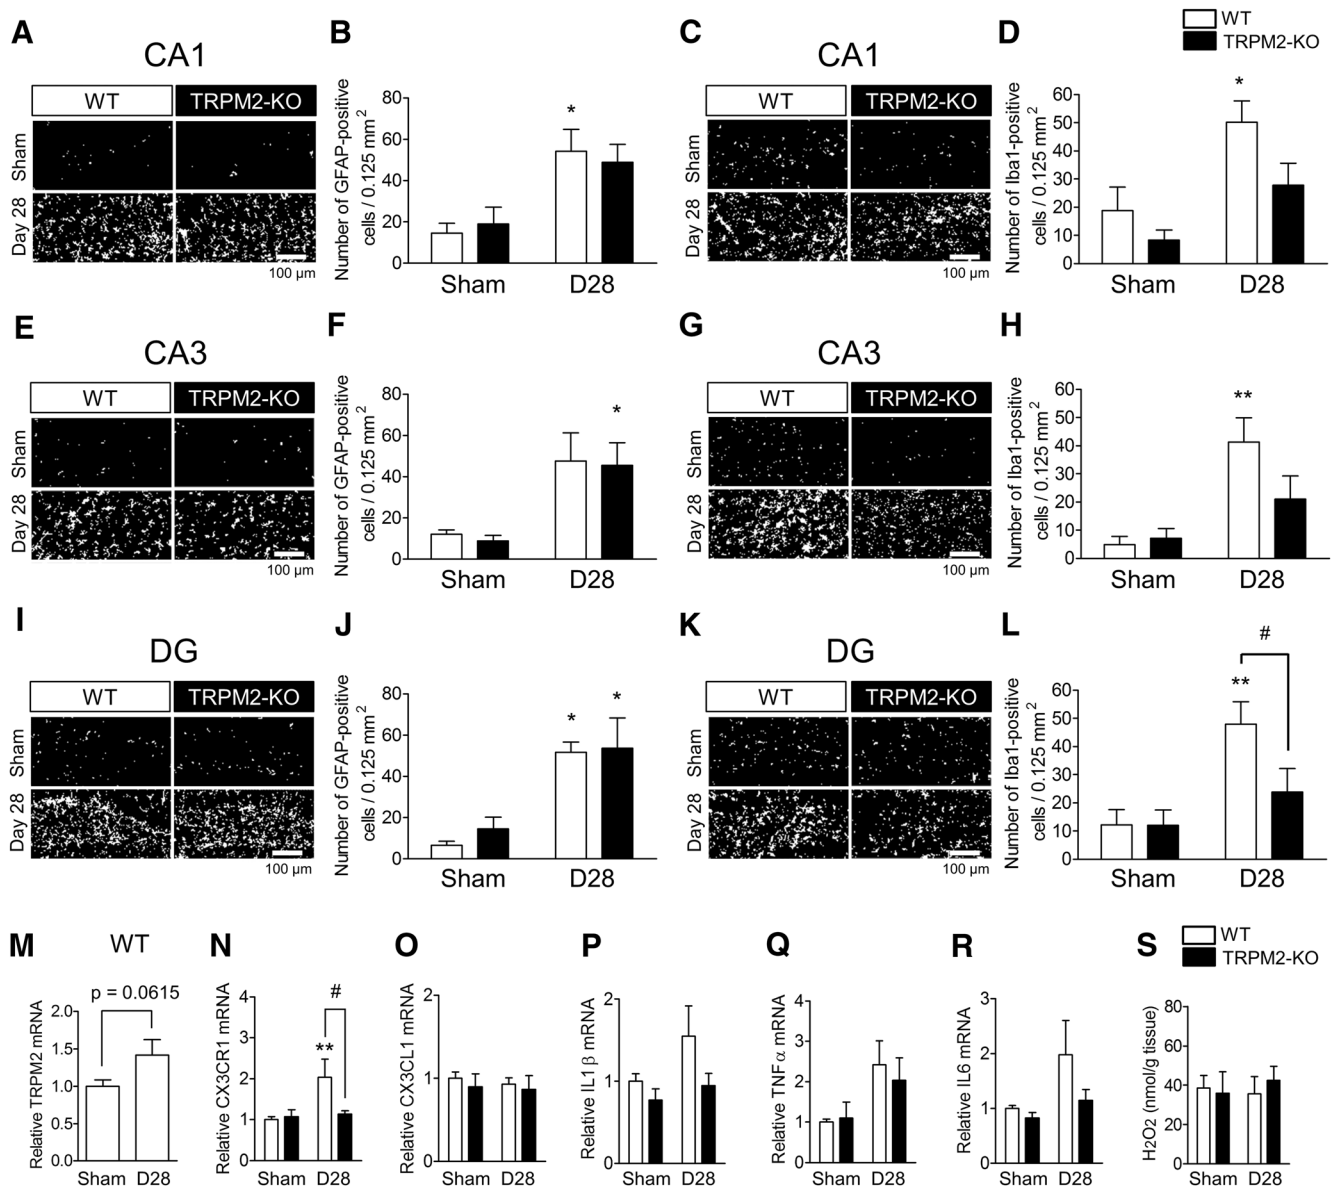 A
CA1
WT
TRPM2-KO
Sham
Day 28
100 µm
B
Number of GFAP-positive
cells / 0.125 mm2
80
60
40
20
0
*
Sham
D28
C
CA1
WT
TRPM2-KO
Sham
Day 28
100 µm
D
WT
TRPM2-KO
Number of Iba1-positive
cells / 0.125 mm2
60
50
40
30
20
10
0
*
Sham
D28
E
CA3
WT
TRPM2-KO
Sham
Day 28
100 µm
F
Number of GFAP-positive
cells / 0.125 mm2
80
60
40
20
0
*
Sham
D28
G
CA3
WT
TRPM2-KO
Sham
Day 28
100 µm
H
Number of Iba1-positive
cells / 0.125 mm2
60
50
40
30
20
10
0
**
Sham
D28
I
DG
WT
TRPM2-KO
Sham
Day 28
100 µm
J
Number of GFAP-positive
cells / 0.125 mm2
80
60
40
20
0
*
*
Sham
D28
K
DG
WT
TRPM2-KO
Sham
Day 28
100 µm
L
Number of Iba1-positive
cells / 0.125 mm2
60
50
40
30
20
10
0
#
**
Sham
D28
M
WT
p = 0.0615
Relative TRPM2 mRNA
2.0
1.5
1.0
0.5
0.0
Sham D28
N
Relative CX3CR1 mRNA
4
3
2
1
0
#
**
Sham D28
O
Relative CX3CL1 mRNA
2
1
0
Sham D28
P
Relative IL1β mRNA
2
1
0
Sham D28
Q
Relative TNFα mRNA
4
3
2
1
0
Sham D28
R
Relative IL6 mRNA
3
2
1
0
Sham D28
S
WT
TRPM2-KO
H2O2 (nmol/g tissue)
80
60
40
20
0
Sham D28